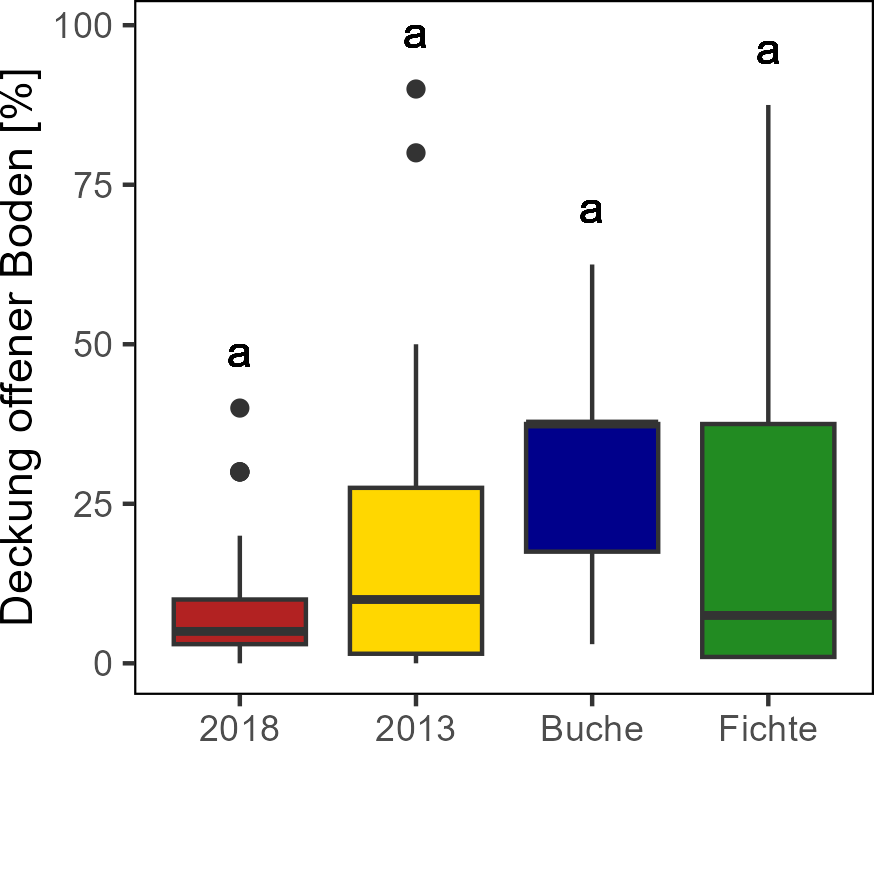 Deckung offener Boden [%]
100
75
50
25
0
a
a
a
a
2018
2013
Buche
Fichte